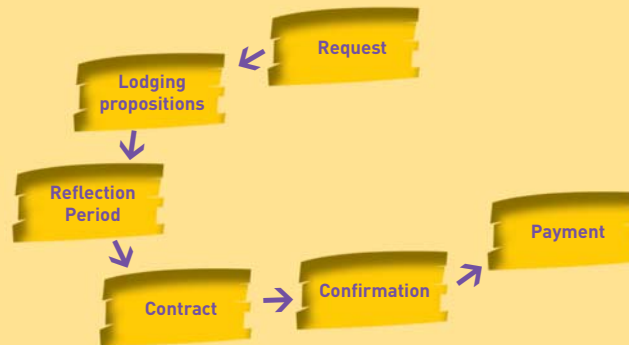 Request
Lodging
propositions
Reflection
Period
Contract
Confirmation
Payment